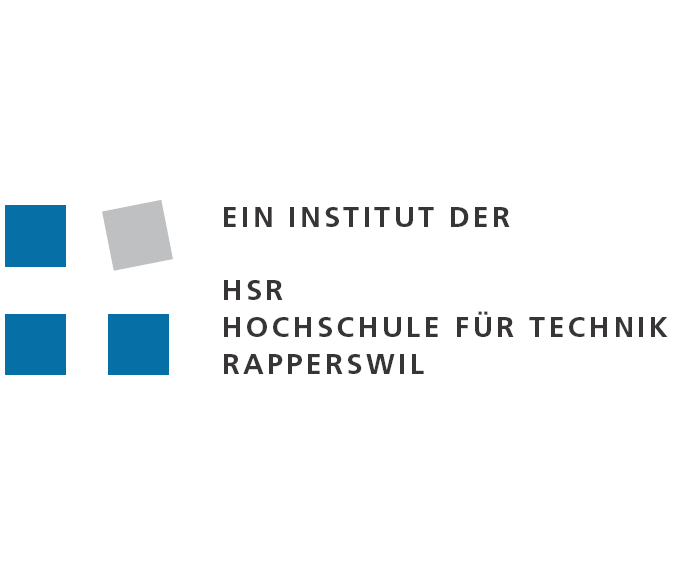 EIN INSTITUT DER
HSR
HOCHSCHULE FÜR TECHNIK
RAPPERSWIL